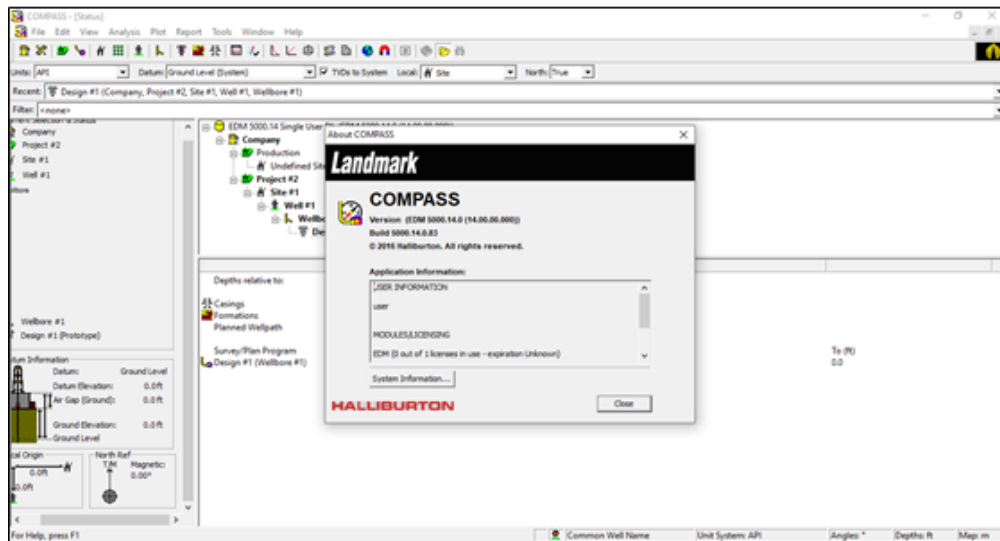 COMPASS - [Status]
File Edit View Analysis Plot Report Tools Window Help
Units: API Datum: Ground Level (System) TVDs to System Local: Site North: True
Recent: Design #1 (Company, Project #2, Site #1, Well #1, Wellbore #1)
Filter: <none>
Company
Project #2
Site #1
Well #1
Wellbore #1
Design #1 (Prototype)
Datum: Ground Level
Datum Elevation: 0.0ft
Air Gap (Ground): 0.0ft
Ground Elevation: 0.0ft
Ground Level
North Ref
T/M Magnetic:
0.00°
0.0ft
0.0ft
EDM 5000.14 Single User
Company
Production
Undefined
Project #2
Site #1
Well #1
Depths relative to:
Casings
Formations
Planned Wellpath
Survey/Plan Program
Design #1 (Wellbore #1)
To (ft)
0.0
About COMPASS
Landmark
COMPASS
Version (EDM 5000.14.0 (14.00.00.000))
Build 5000.14.0.83
© 2016 Halliburton. All rights reserved.
Application Information:
USER INFORMATION
user
MODULES/LICENSING
EDM (0 out of 1 licenses in use - expiration Unknown)
System Information...
HALLIBURTON
Close
For Help, press F1
Common Well Name Unit System: API Angles: ° Depths: ft Map: m